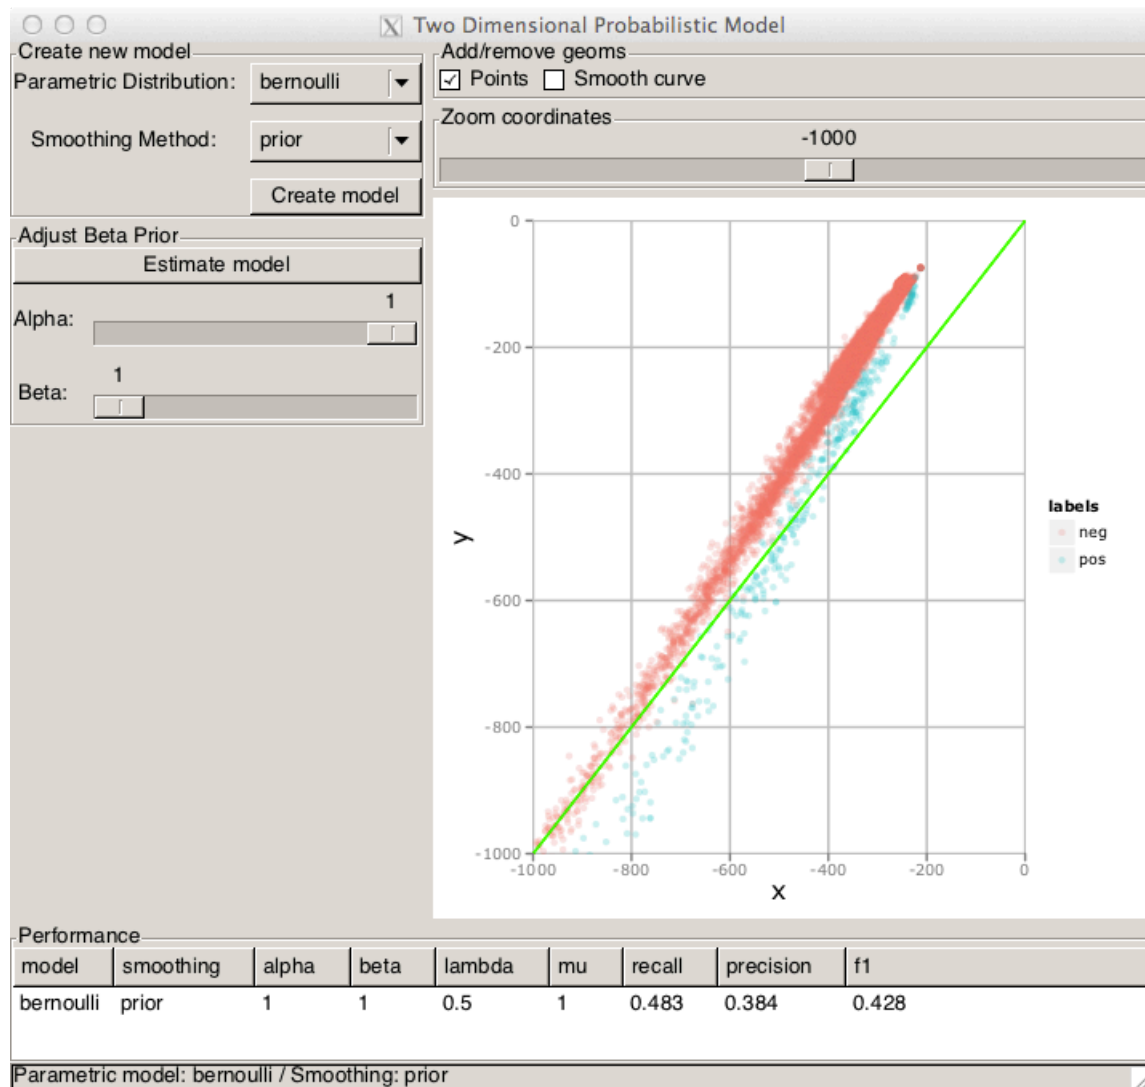 Two Dimensional Probabilistic Model
Create new model
Parametric Distribution: bernoulli
Smoothing Method: prior
Create model
Adjust Beta Prior
Estimate model
Alpha: 1
Beta: 1
Add/remove geoms
Points Smooth curve
Zoom coordinates
-1000
0
-200
-400
-600
-800
-1000
y
-1000 -800 -600 -400 -200 0
x
labels
neg
pos
Performance
model smoothing alpha beta lambda mu recall precision f1
bernoulli prior 1 1 0.5 1 0.483 0.384 0.428
Parametric model: bernoulli / Smoothing: prior